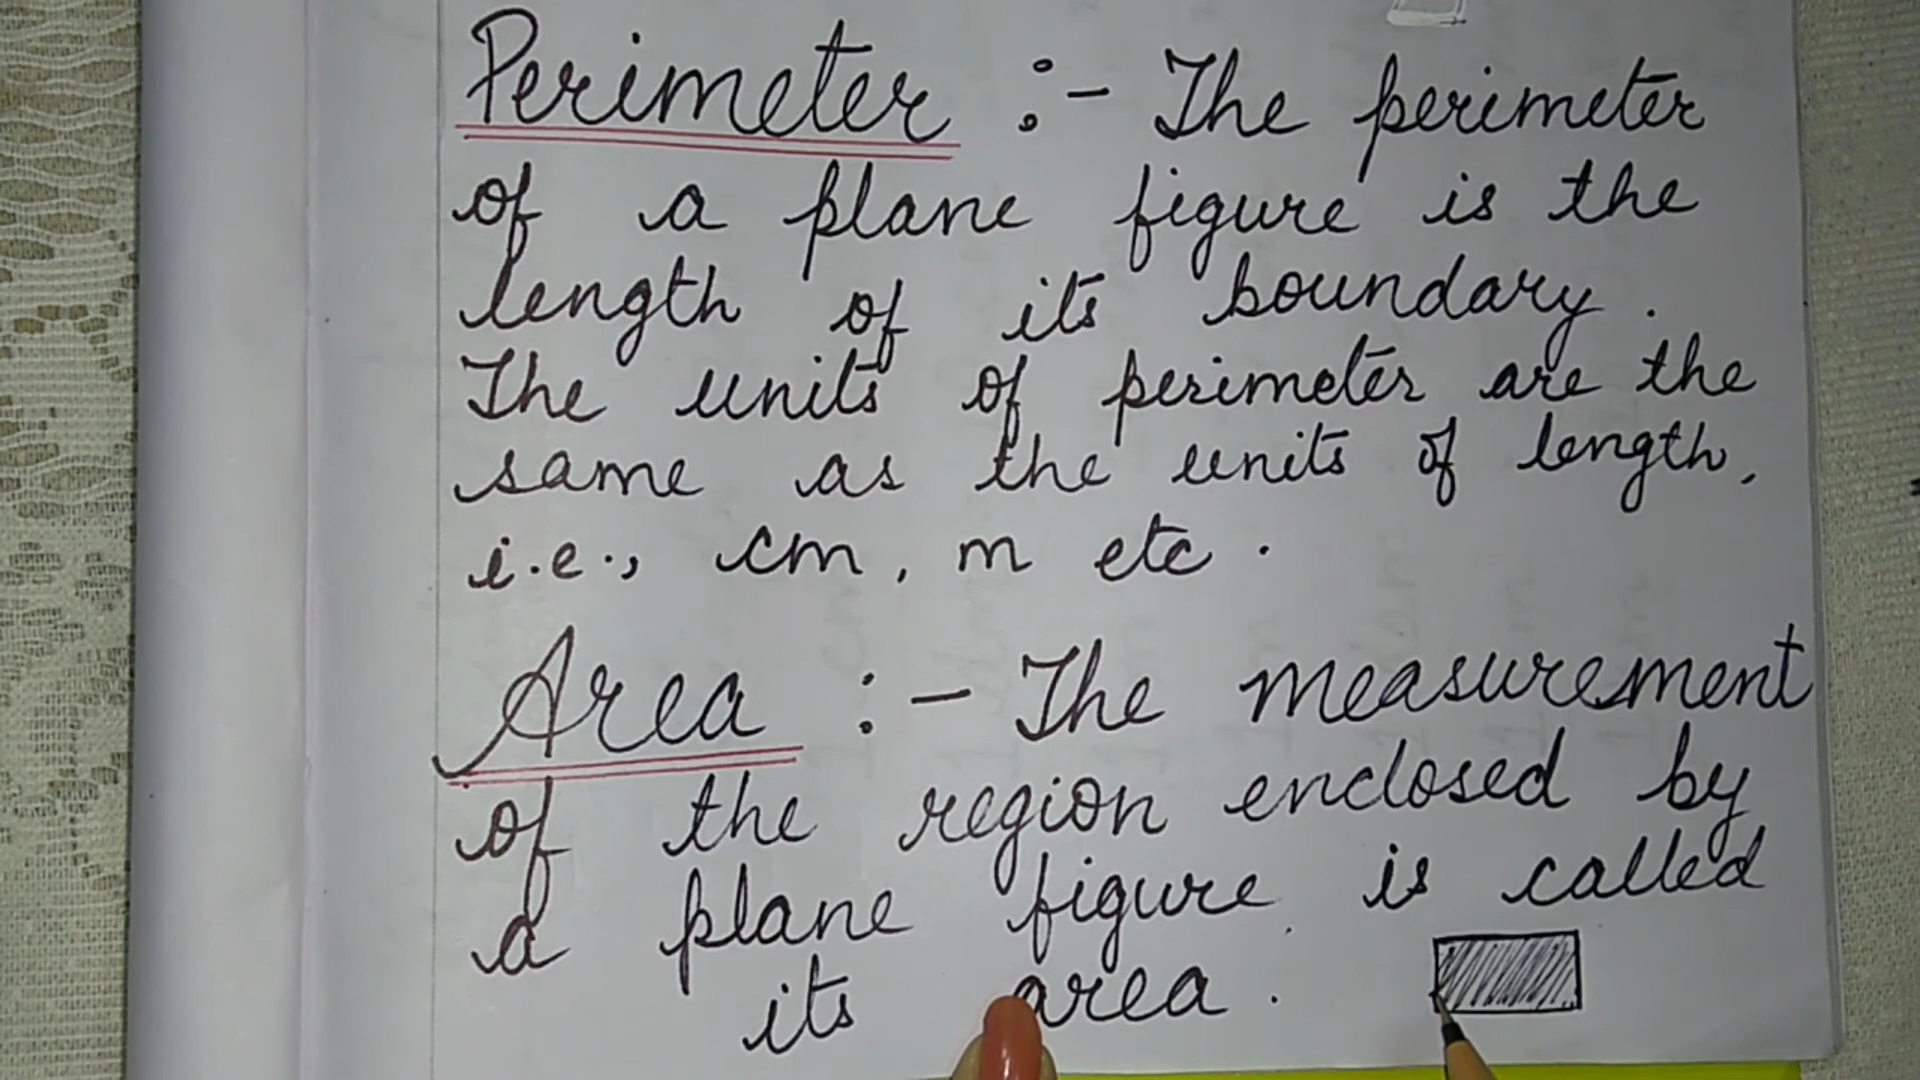 Perimeter :- The perimeter
of a plane figure is the
length of its boundary.
The units of perimeter are the
same as the units of length,
i.e., cm, m etc.
Area :- The measurement
of the region enclosed by
a plane figure is called
its area.